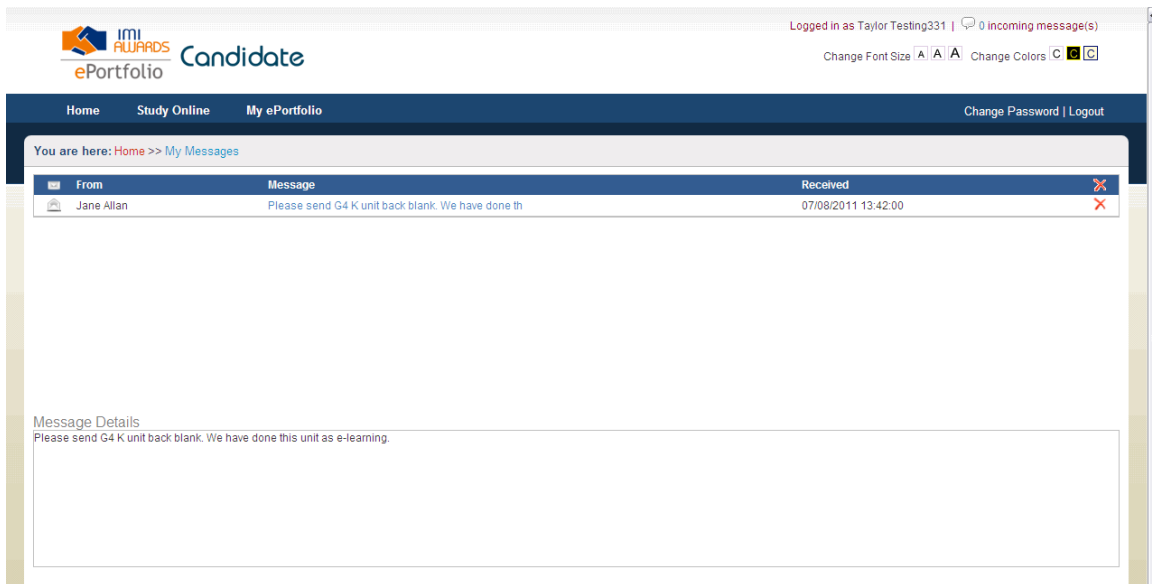 Logged in as Taylor Testing331 | 0 incoming message(s)
IMI
AWARDS
ePortfolio
Candidate
Change Font Size A A A Change Colors C C C
Home Study Online My ePortfolio Change Password | Logout
You are here: Home >> My Messages
From Message Received
Jane Allan Please send G4 K unit back blank. We have done th 07/08/2011 13:42:00
Message Details
Please send G4 K unit back blank. We have done this unit as e-learning.